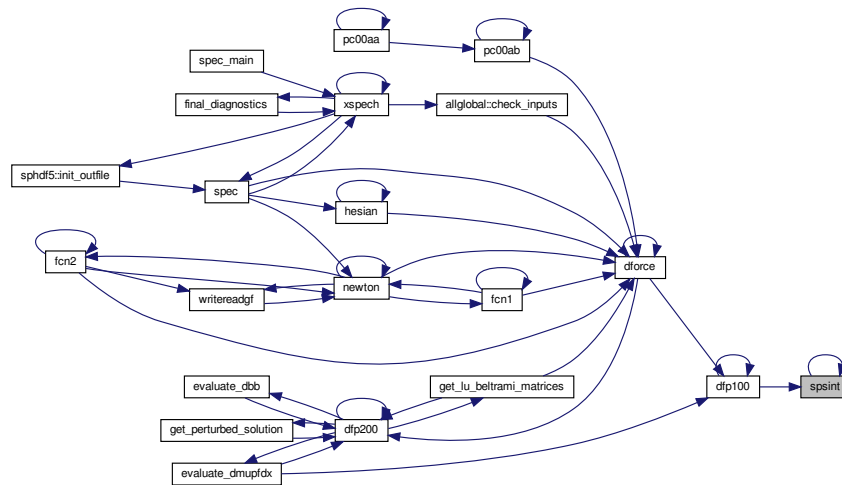 pc00aa
pc00ab
spec_main
final_diagnostics
xspech
allglobal::check_inputs
sphdf5::init_outfile
spec
hesian
fcn2
dforce
newton
writereadgf
fcn1
evaluate_dbb
get_lu_beltrami_matrices
dfp100
spsint
get_perturbed_solution
dfp200
evaluate_dmupfdx